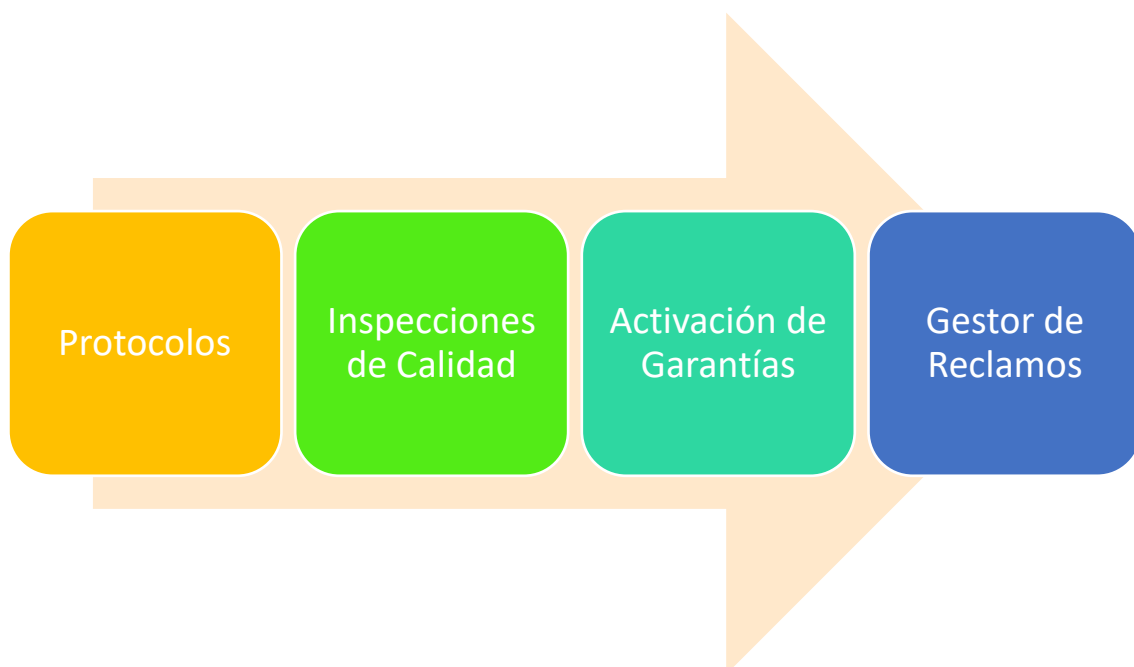 Protocolos
Inspecciones
de Calidad
Activación de
Garantías
Gestor de
Reclamos